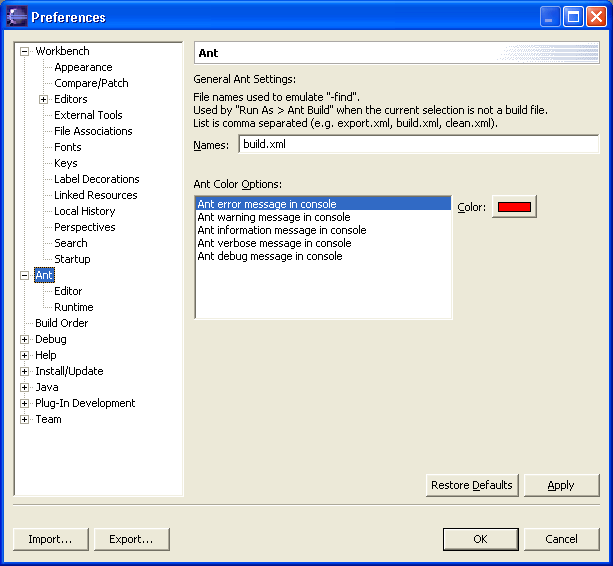 Preferences
Workbench
Appearance
Compare/Patch
Editors
External Tools
File Associations
Fonts
Keys
Label Decorations
Linked Resources
Local History
Perspectives
Search
Startup
Ant
Editor
Runtime
Build Order
Debug
Help
Install/Update
Java
Plug-In Development
Team
Ant
General Ant Settings:
File names used to emulate "-find".
Used by "Run As > Ant Build" when the current selection is not a build file.
List is comma separated (e.g. export.xml, build.xml, clean.xml).
Names: build.xml
Ant Color Options:
Ant error message in console
Ant warning message in console
Ant information message in console
Ant verbose message in console
Ant debug message in console
Color:
Restore Defaults Apply
Import... Export... OK Cancel